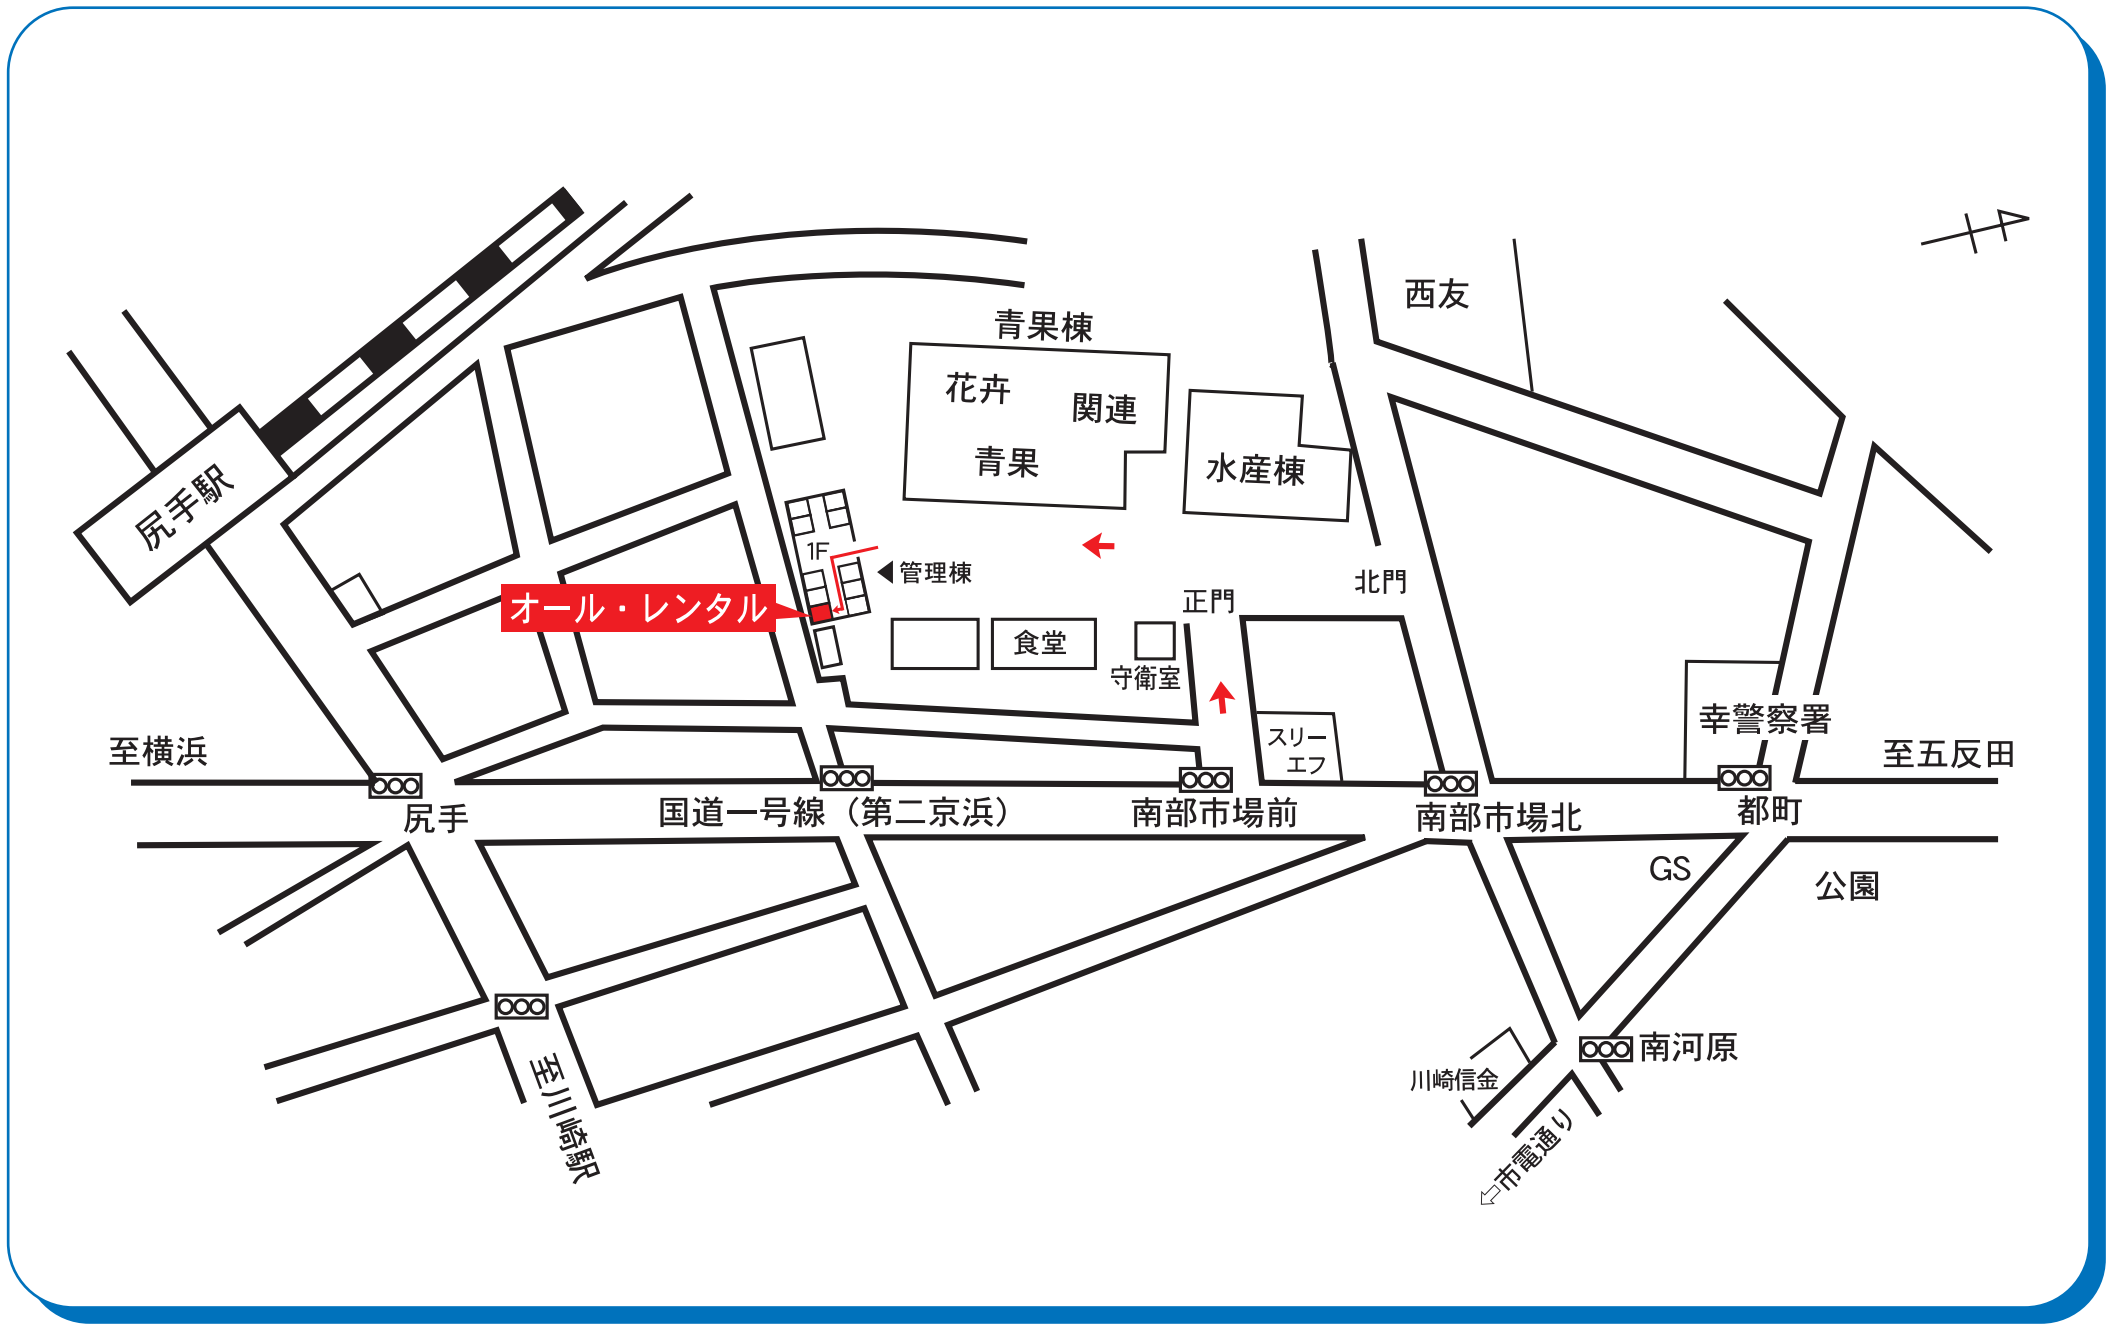 西友
青果棟
花卉
関連
青果
水産棟
尻手駅
1F
管理棟
北門
オール・レンタル
正門
食堂
守衛室
幸警察署
スリー
エフ
至横浜
至五反田
尻手
国道一号線（第二京浜）
南部市場前
南部市場北
都町
GS
公園
南河原
至川崎駅
川崎信金
市電通り